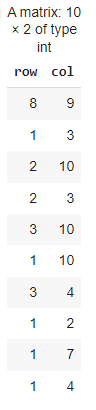 A matrix: 10
× 2 of type
int
row col
8 9
1 3
2 10
2 3
3 10
1 10
3 4
1 2
1 7
1 4